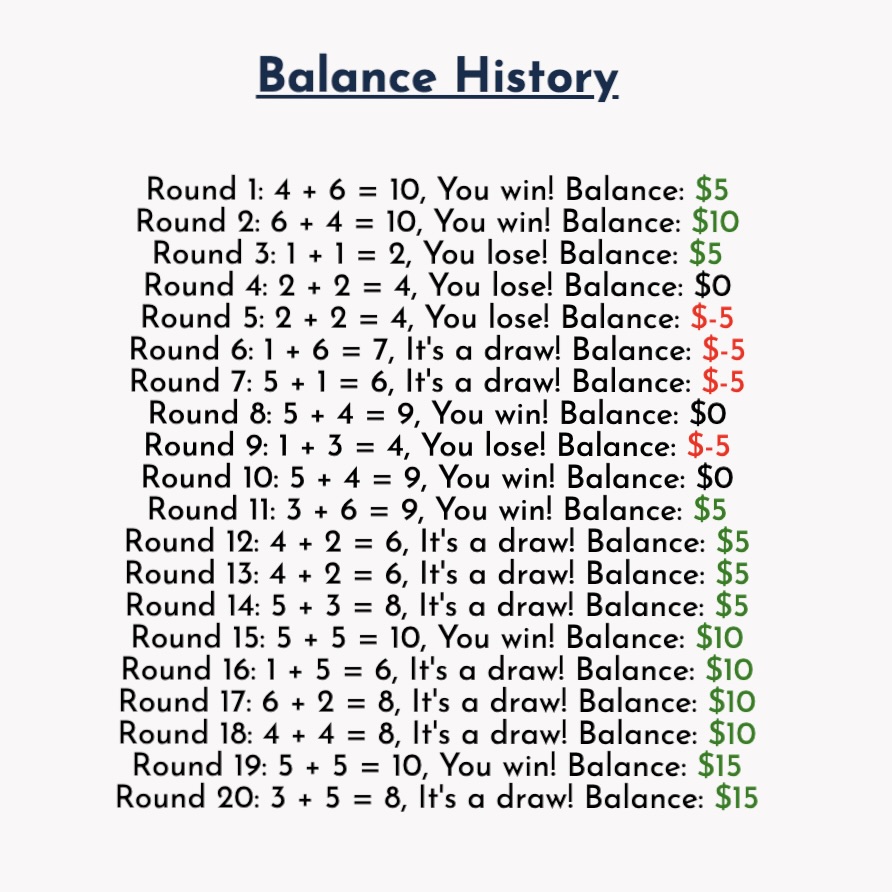 Balance History
Round 1: 4 + 6 = 10, You win! Balance: $5
Round 2: 6 + 4 = 10, You win! Balance: $10
Round 3: 1 + 1 = 2, You lose! Balance: $5
Round 4: 2 + 2 = 4, You lose! Balance: $0
Round 5: 2 + 2 = 4, You lose! Balance: $-5
Round 6: 1 + 6 = 7, It's a draw! Balance: $-5
Round 7: 5 + 1 = 6, It's a draw! Balance: $-5
Round 8: 5 + 4 = 9, You win! Balance: $0
Round 9: 1 + 3 = 4, You lose! Balance: $-5
Round 10: 5 + 4 = 9, You win! Balance: $0
Round 11: 3 + 6 = 9, You win! Balance: $5
Round 12: 4 + 2 = 6, It's a draw! Balance: $5
Round 13: 4 + 2 = 6, It's a draw! Balance: $5
Round 14: 5 + 3 = 8, It's a draw! Balance: $5
Round 15: 5 + 5 = 10, You win! Balance: $10
Round 16: 1 + 5 = 6, It's a draw! Balance: $10
Round 17: 6 + 2 = 8, It's a draw! Balance: $10
Round 18: 4 + 4 = 8, It's a draw! Balance: $10
Round 19: 5 + 5 = 10, You win! Balance: $15
Round 20: 3 + 5 = 8, It's a draw! Balance: $15